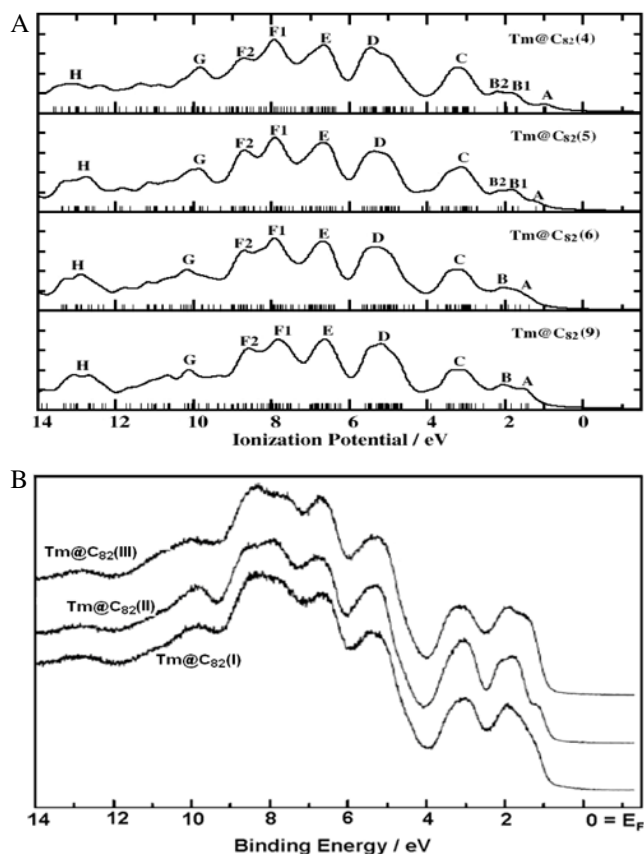 A
Tm@C82(4)
H G F2 F1 E D C B2 B1 A
Tm@C82(5)
H G F2 F1 E D C B2 B1 A
Tm@C82(6)
H G F2 F1 E D C B A
Tm@C82(9)
H G F2 F1 E D C B A
14 12 10 8 6 4 2 0
Ionization Potential / eV
B
Tm@C82(III)
Tm@C82(II)
Tm@C82(I)
14 12 10 8 6 4 2 0 = EF
Binding Energy / eV